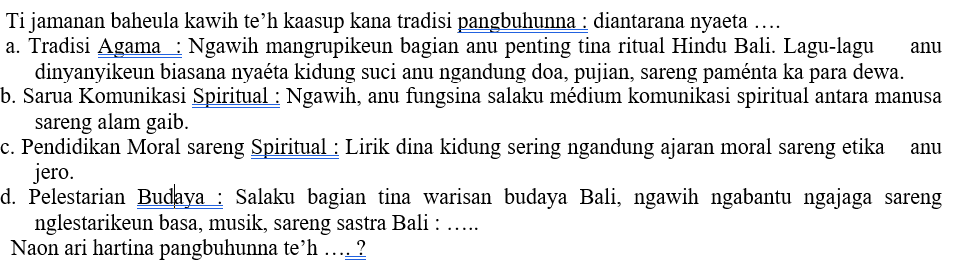 Ti jamanan baheula kawih te’h kaasup kana tradisi pangbuhunna : diantarana nyaeta ….
a. Tradisi Agama : Ngawih mangrupikeun bagian anu penting tina ritual Hindu Bali. Lagu-lagu anu
dinyanyikeun biasana nyaéta kidung suci anu ngandung doa, pujian, sareng paménta ka para dewa.
b. Sarua Komunikasi Spiritual : Ngawih, anu fungsina salaku médium komunikasi spiritual antara manusa
sareng alam gaib.
c. Pendidikan Moral sareng Spiritual : Lirik dina kidung sering ngandung ajaran moral sareng etika anu
jero.
d. Pelestarian Budaya : Salaku bagian tina warisan budaya Bali, ngawih ngabantu ngajaga sareng
nglestarikeun basa, musik, sareng sastra Bali : …..
Naon ari hartina pangbuhunna te’h …. ?